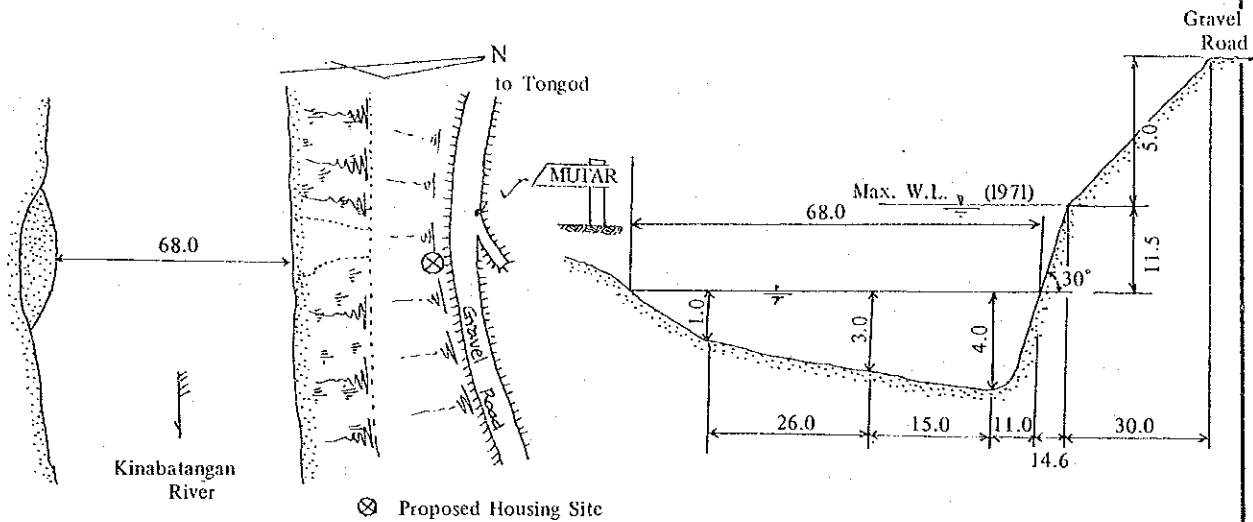 Gravel
Road
N
to Tongod
MUTAR
Max. W.L. (1971)
68.0
68.0
5.0
11.5
30°
1.0
3.0
4.0
Gravel Road
26.0
15.0
11.0
30.0
14.6
Kinabatangan
River
⊗ Proposed Housing Site